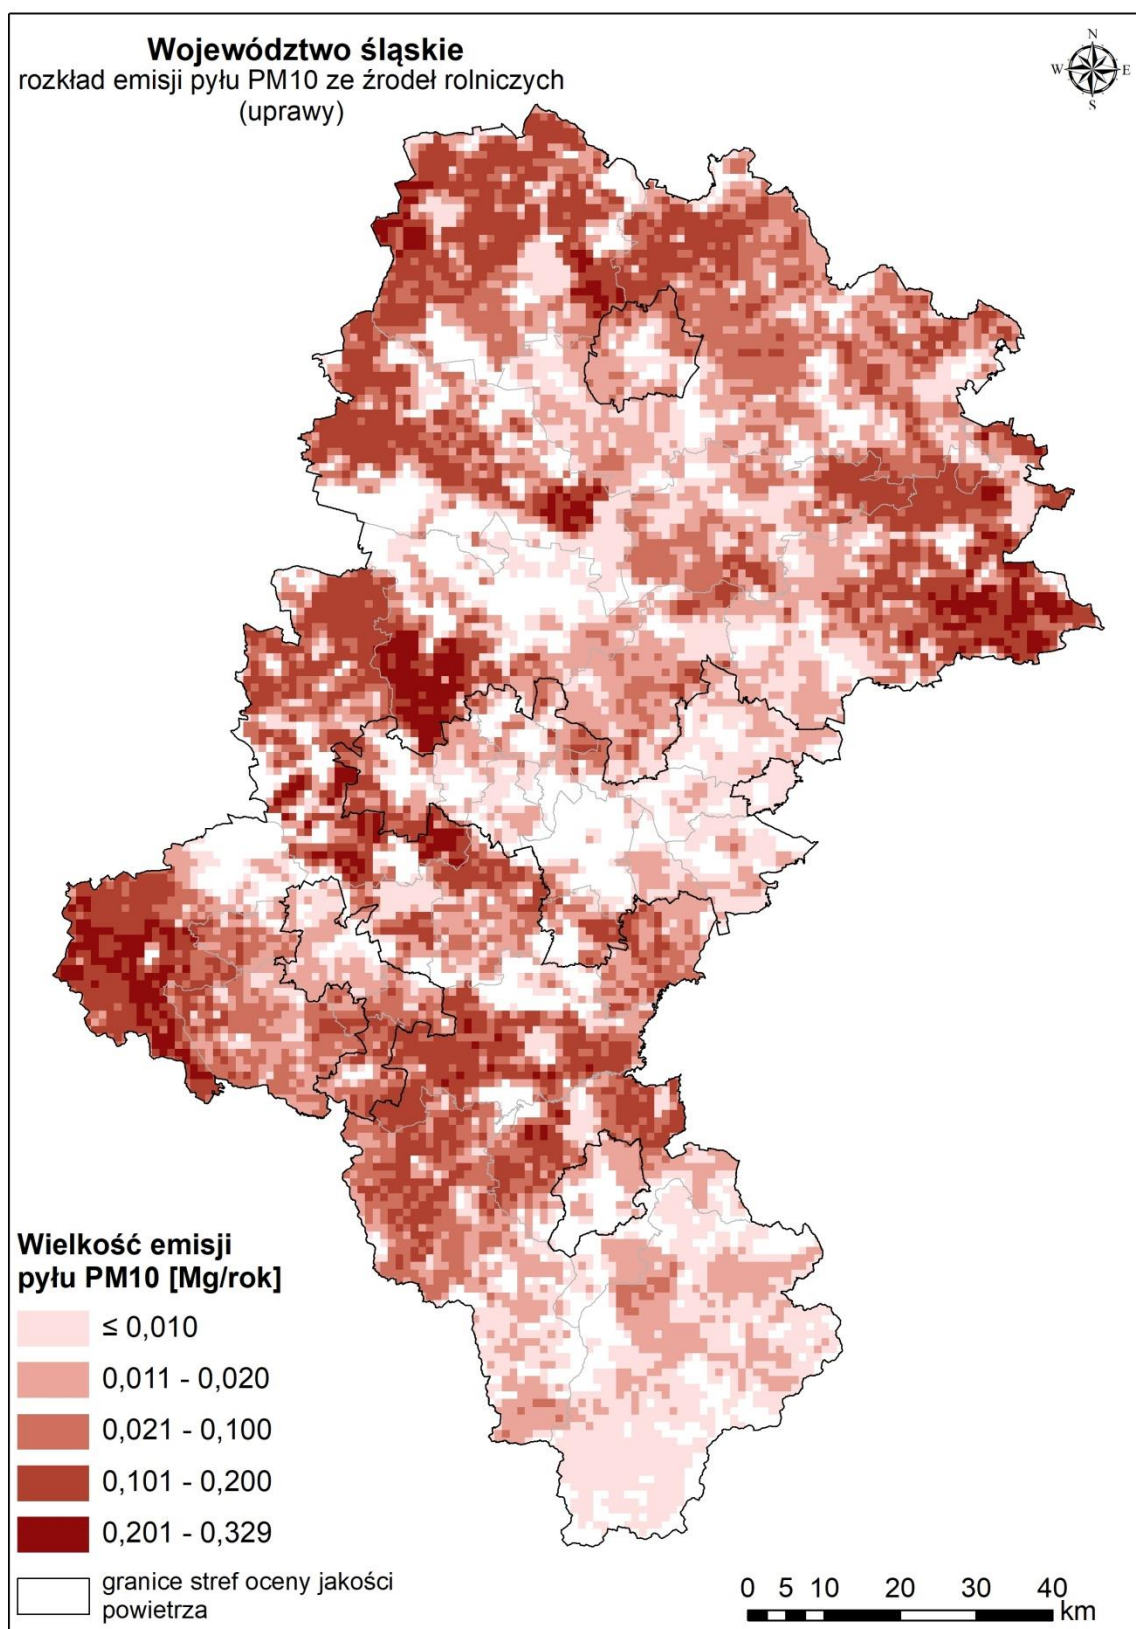 Województwo śląskie
rozkład emisji pyłu PM10 ze źrodeł rolniczych
(uprawy)
N
W E
S
Wielkość emisji
pyłu PM10 [Mg/rok]
≤ 0,010
0,011 - 0,020
0,021 - 0,100
0,101 - 0,200
0,201 - 0,329
granice stref oceny jakości
powietrza
0 5 10 20 30 40
km